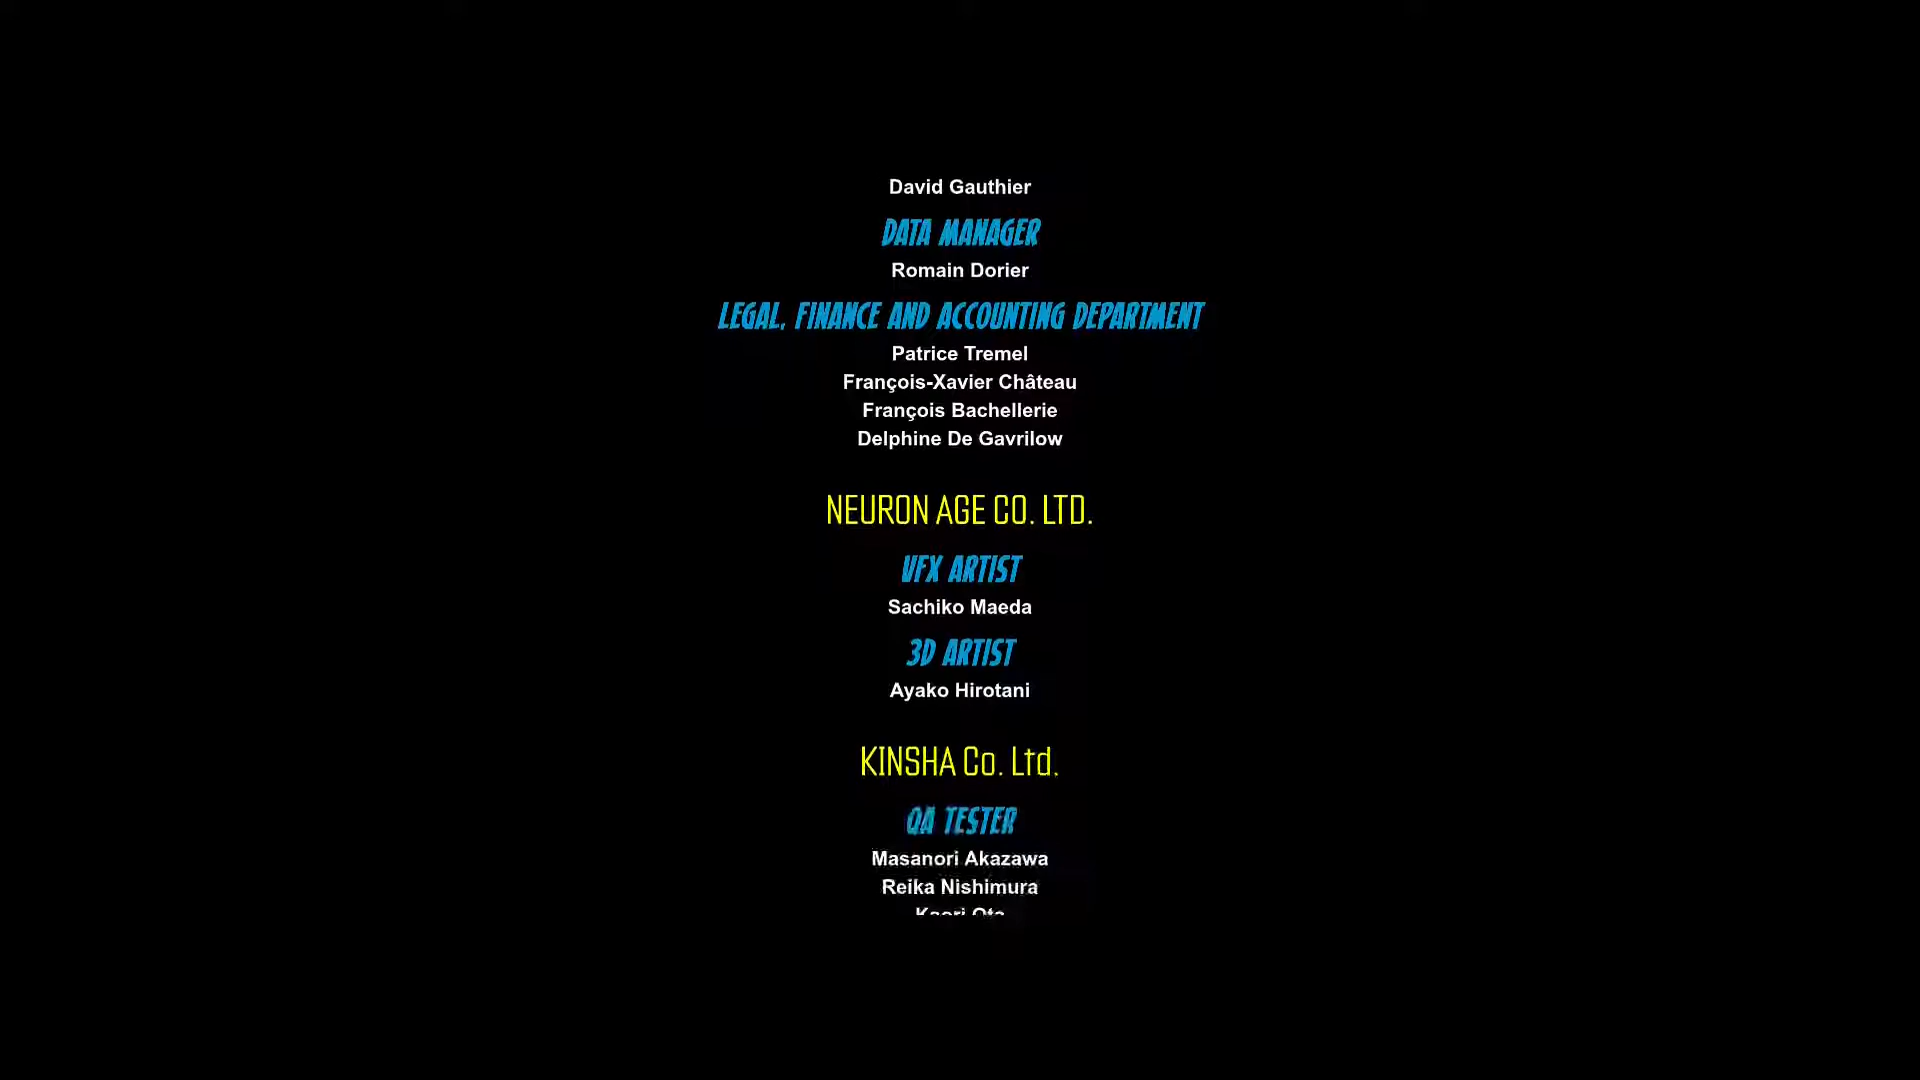 David Gauthier
DATA MANAGER
Romain Dorier
LEGAL, FINANCE AND ACCOUNTING DEPARTMENT
Patrice Tremel
François-Xavier Château
François Bachellerie
Delphine De Gavrilow
NEURON AGE CO. LTD.
VFX ARTIST
Sachiko Maeda
3D ARTIST
Ayako Hirotani
KINSHA Co. Ltd.
QA TESTER
Masanori Akazawa
Reika Nishimura